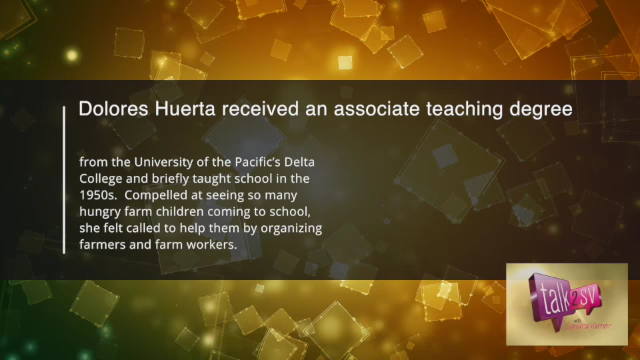 Dolores Huerta received an associate teaching degree
from the University of the Pacific's Delta
College and briefly taught school in the
1950s. Compelled at seeing so many
hungry farm children coming to school,
she felt called to help them by organizing
farmers and farm workers.
talk2sv
with